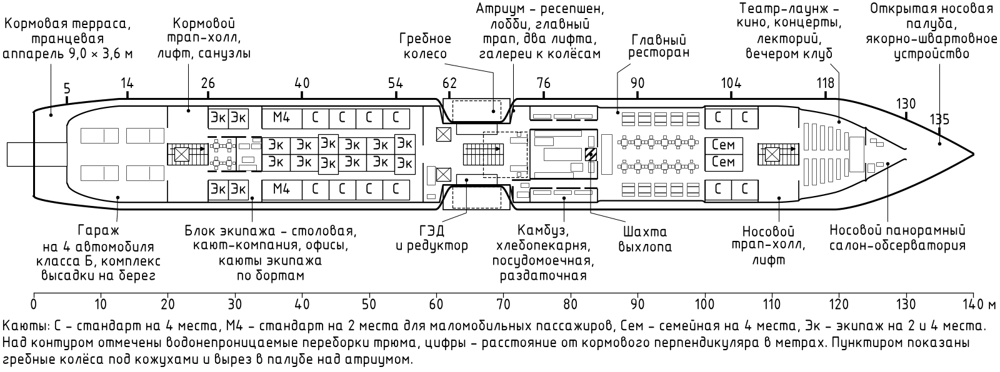 Кормовая терраса,
транцевая
аппарель 9,0 × 3,6 м
Кормовой
трап-холл,
лифт, санузлы
Гребное
колесо
Атриум – ресепшен,
лобби, главный
трап, два лифта,
галереи к колёсам
Главный
ресторан
Театр-лаунж –
кино, концерты,
лекторий,
вечером клуб
Открытая носовая
палуба,
якорно-швартовное
устройство
5
14
26
40
54
62
76
90
104
118
130
135
Эк Эк М4 С С С С С С
Эк Эк Эк Эк Эк Эк Сем
Эк Эк Эк Эк Эк Эк Сем
Эк Эк М4 С С С С С С
Гараж
на 4 автомобиля
класса Б, комплекс
высадки на берег
Блок экипажа – столовая,
кают-компания, офисы,
каюты экипажа
по бортам
ГЭД
и редуктор
Камбуз,
хлебопекарня,
посудомоечная,
раздаточная
Шахта
выхлопа
Носовой
трап-холл,
лифт
Носовой панорамный
салон-обсерватория
0 10 20 30 40 50 60 70 80 90 100 110 120 130 140 м
Каюты: С – стандарт на 4 места, М4 – стандарт на 2 места для маломобильных пассажиров, Сем – семейная на 4 места, Эк – экипаж на 2 и 4 места.
Над контуром отмечены водонепроницаемые переборки трюма, цифры – расстояние от кормового перпендикуляра в метрах. Пунктиром показаны
гребные колёса под кожухами и вырез в палубе над атриумом.